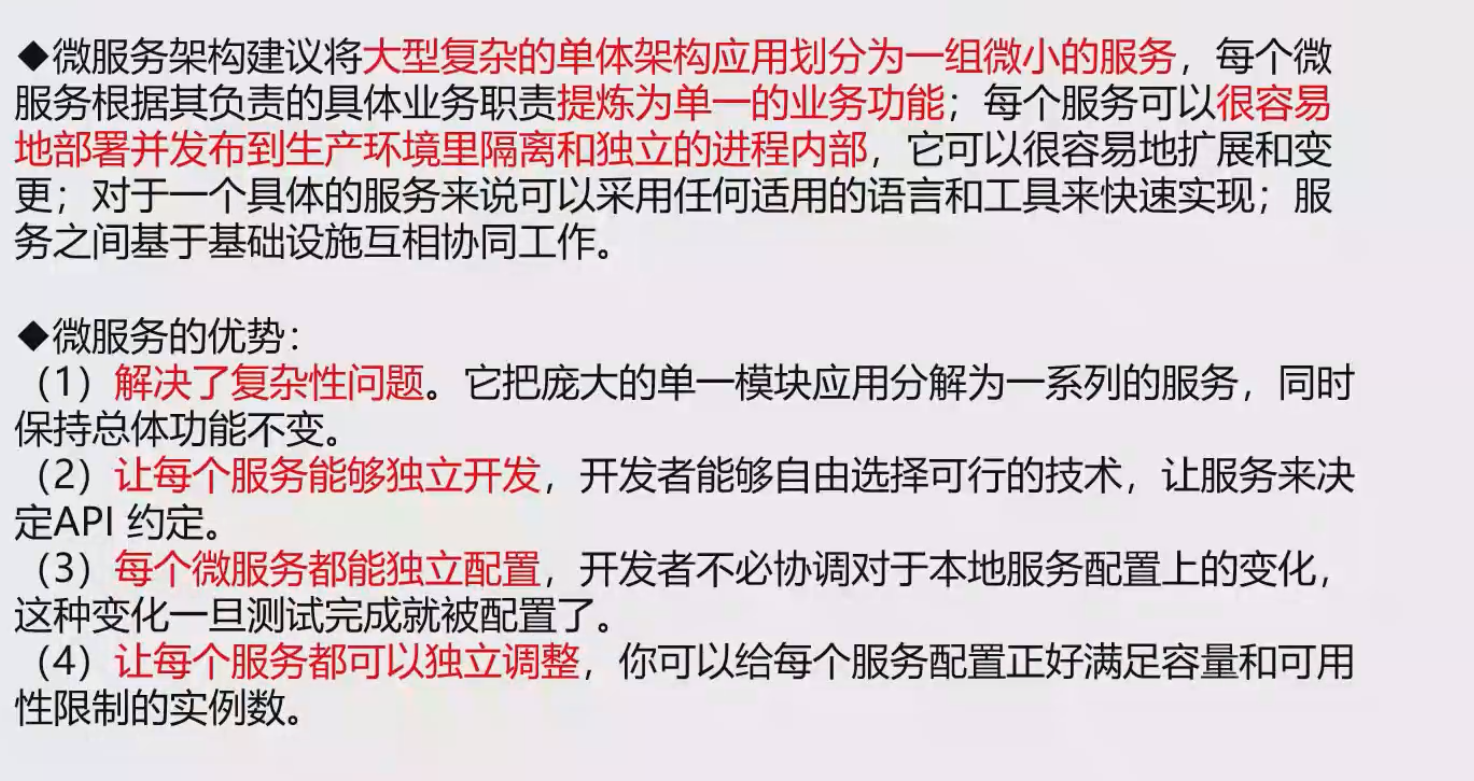 ◆微服务架构建议将大型复杂的单体架构应用划分为一组微小的服务，每个微
服务根据其负责的具体业务职责提炼为单一的业务功能；每个服务可以很容易
地部署并发布到生产环境里隔离和独立的进程内部，它可以很容易地扩展和变
更；对于一个具体的服务来说可以采用任何适用的语言和工具来快速实现；服
务之间基于基础设施互相协同工作。
◆微服务的优势：
（1）解决了复杂性问题。它把庞大的单一模块应用分解为一系列的服务，同时
保持总体功能不变。
（2）让每个服务能够独立开发，开发者能够自由选择可行的技术，让服务来决
定API 约定。
（3）每个微服务都能独立配置，开发者不必协调对于本地服务配置上的变化，
这种变化一旦测试完成就被配置了。
（4）让每个服务都可以独立调整，你可以给每个服务配置正好满足容量和可用
性限制的实例数。